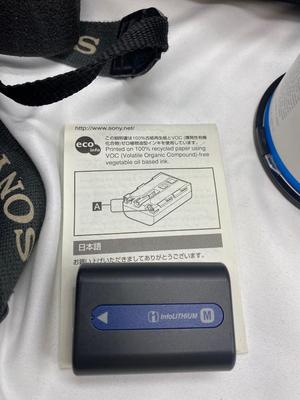 http://www.sony.net/
eco
info
この説明書は100%古紙再生紙とVOC (揮発性有機
化合物)ゼロ植物油型インキを使用しています。
Printed on 100% recycled paper using
VOC (Volatile Organic Compound)-free
vegetable oil based ink.
A
日本語
お買い上げいただきましてありがとうございます。
InfoLITHIUM M
SONY